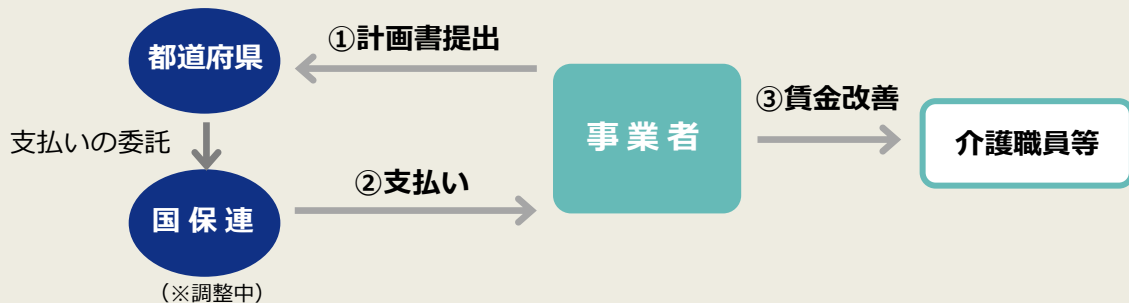 ①計画書提出
都道府県
③賃金改善
支払いの委託
事業者
介護職員等
②支払い
国保連
（※調整中）